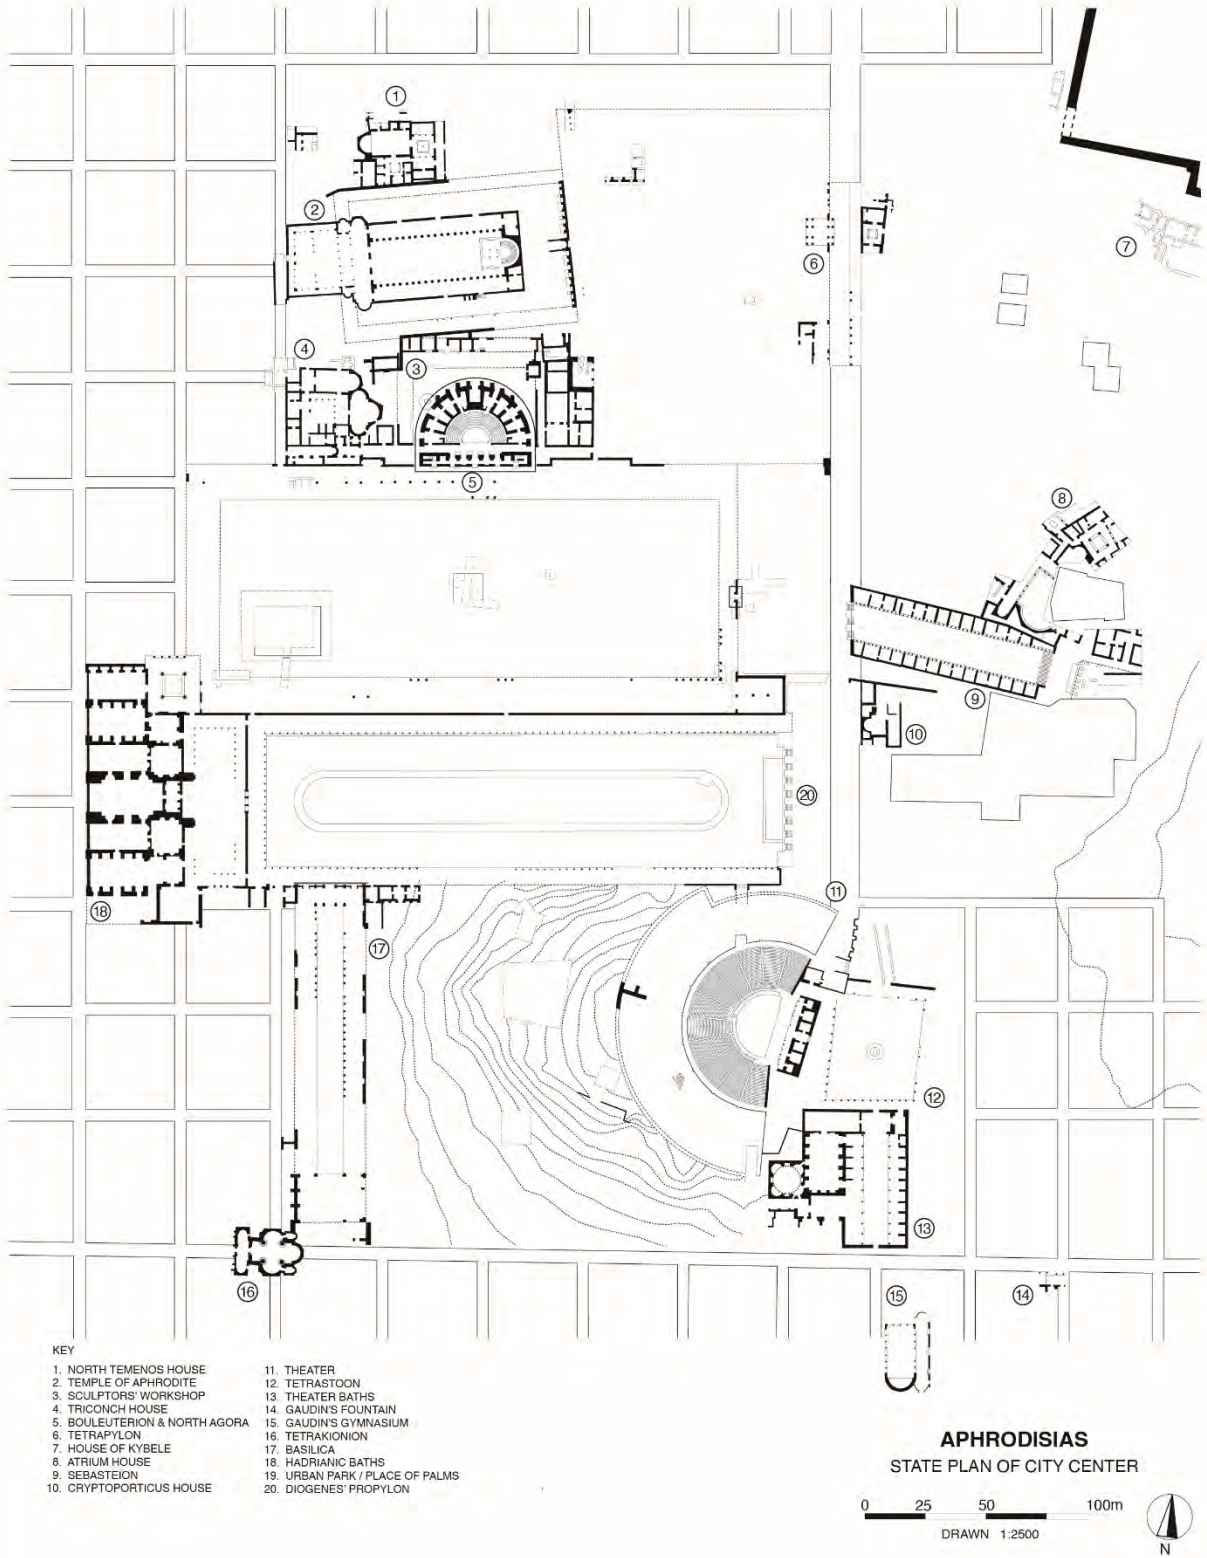 1
2
3
4
5
6
7
8
9
10
11
12
13
14
15
16
17
18
20
KEY
1. NORTH TEMENOS HOUSE
2. TEMPLE OF APHRODITE
3. SCULPTORS' WORKSHOP
4. TRICONCH HOUSE
5. BOULEUTERION & NORTH AGORA
6. TETRAPYLON
7. HOUSE OF KYBELE
8. ATRIUM HOUSE
9. SEBASTEION
10. CRYPTOPORTICUS HOUSE
11. THEATER
12. TETRASTOON
13. THEATER BATHS
14. GAUDIN'S FOUNTAIN
15. GAUDIN'S GYMNASIUM
16. TETRAKIONION
17. BASILICA
18. HADRIANIC BATHS
19. URBAN PARK / PLACE OF PALMS
20. DIOGENES' PROPYLON
APHRODISIAS
STATE PLAN OF CITY CENTER
0 25 50 100m
DRAWN 1:2500
N